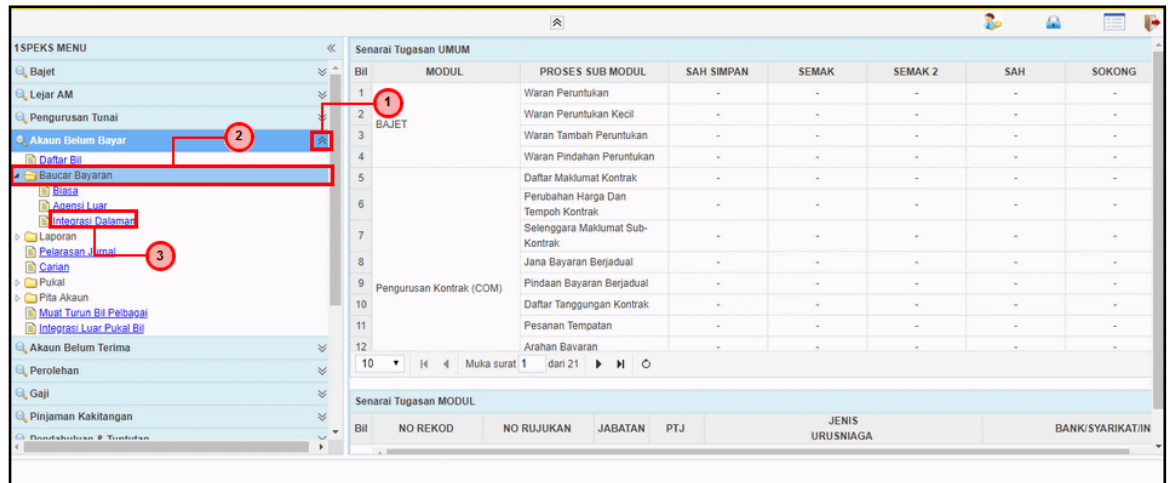 1SPEKS MENU
Bajet
Lejar AM
Pengurusan Tunai
Akaun Belum Bayar
Daftar Bil
Baucar Bayaran
Biasa
Agensi Luar
Integrasi Dalaman
Laporan
Pelarasan Jurnal
Carian
Pukal
Pita Akaun
Muat Turun Bil Pelbagai
Integrasi Luar Pukal Bil
Akaun Belum Terima
Perolehan
Gaji
Pinjaman Kakitangan
Pendahuluan & Tuntutan
1
2
3
Senarai Tugasan UMUM
Bil MODUL PROSES SUB MODUL SAH SIMPAN SEMAK SEMAK 2 SAH SOKONG
1 Waran Peruntukan - - - - -
2 Waran Peruntukan Kecil - - - - -
BAJET
3 Waran Tambah Peruntukan - - - - -
4 Waran Pindahan Peruntukan - - - - -
5 Daftar Maklumat Kontrak - - - - -
6 Perubahan Harga Dan
Tempoh Kontrak - - - - -
7 Selenggara Maklumat Sub-
Kontrak - - - - -
8 Jana Bayaran Berjadual - - - - -
9 Pengurusan Kontrak (COM) Pindaan Bayaran Berjadual - - - - -
10 Daftar Tanggungan Kontrak - - - - -
11 Pesanan Tempatan - - - - -
12 Arahan Bayaran - - - - -
10 Muka surat 1 dari 21
Senarai Tugasan MODUL
Bil NO REKOD NO RUJUKAN JABATAN PTJ JENIS
URUSNIAGA BANK/SYARIKAT/IN